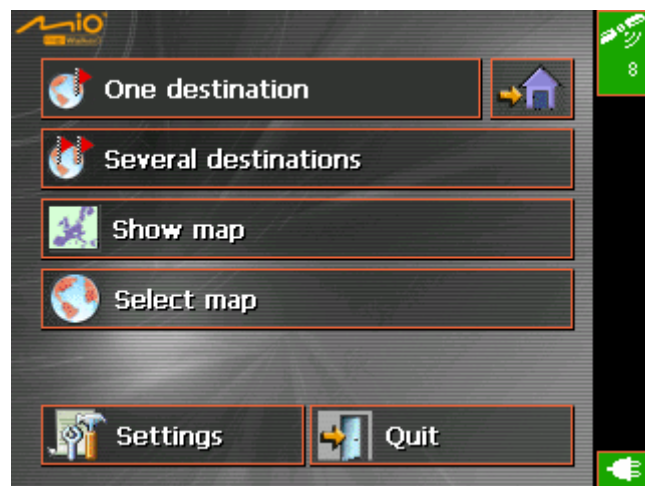 Mio
One destination
8
Several destinations
Show map
Select map
Settings
Quit